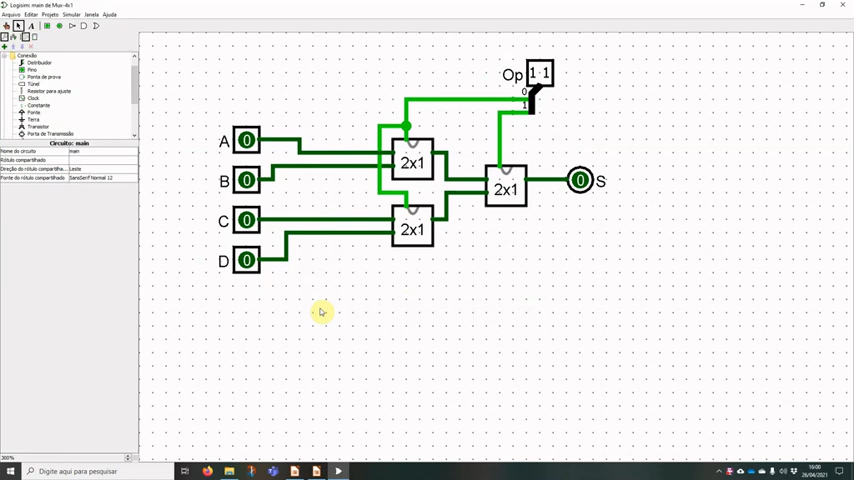 Logisim: main de Mux-4x1
Arquivo Editar Projeto Simular Janela Ajuda
A
Conexão
Distribuidor
Pino
Ponta de prova
Túnel
Resistor para ajuste
Clock
Constante
Fonte
Terra
Transistor
Porta de Transmissão
Circuito: main
Nome do circuito main
Rótulo compartilhado
Direção do rótulo compartilha... Leste
Fonte do rótulo compartilhado SansSerif Normal 12
300%
Op 1 1
0
1
A 0
B 0
C 0
D 0
2x1
2x1
2x1
0 S
Digite aqui para pesquisar
16:00
26/04/2021